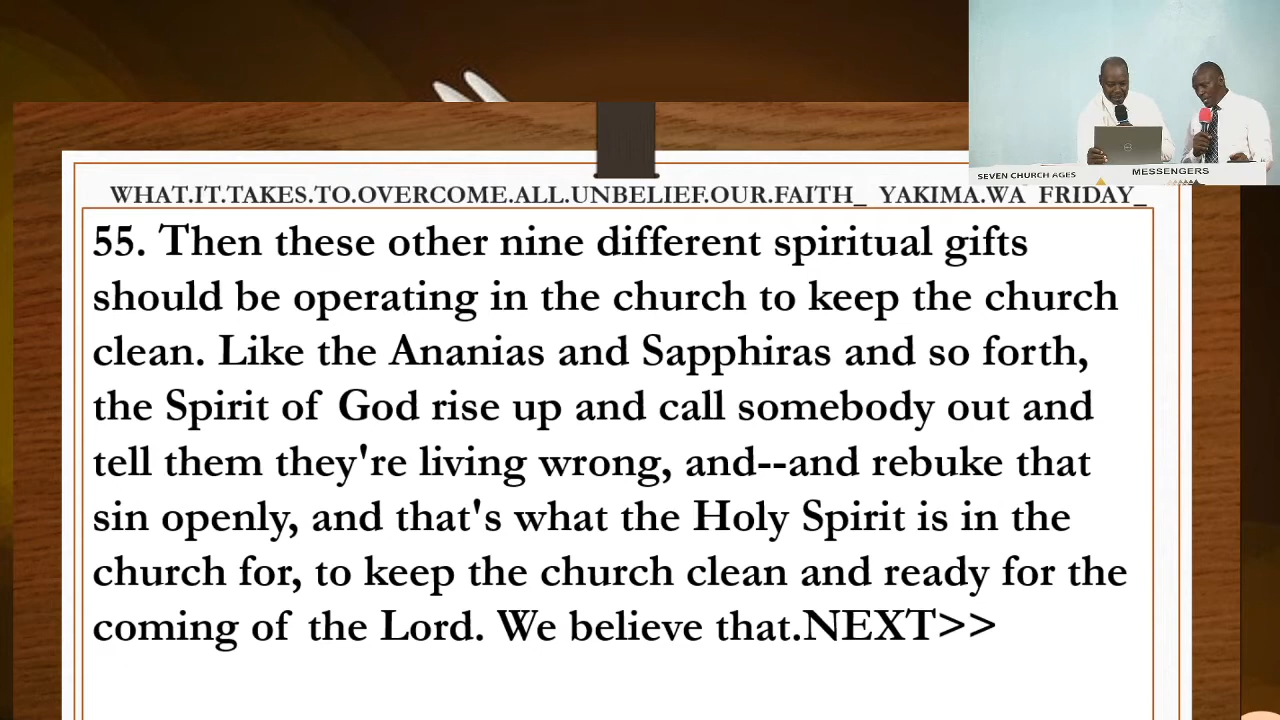 SEVEN CHURCH AGES
MESSENGERS
WHAT.IT.TAKES.TO.OVERCOME.ALL.UNBELIEF.OUR.FAITH_ YAKIMA.WA FRIDAY_
55. Then these other nine different spiritual gifts
should be operating in the church to keep the church
clean. Like the Ananias and Sapphiras and so forth,
the Spirit of God rise up and call somebody out and
tell them they're living wrong, and--and rebuke that
sin openly, and that's what the Holy Spirit is in the
church for, to keep the church clean and ready for the
coming of the Lord. We believe that.NEXT>>